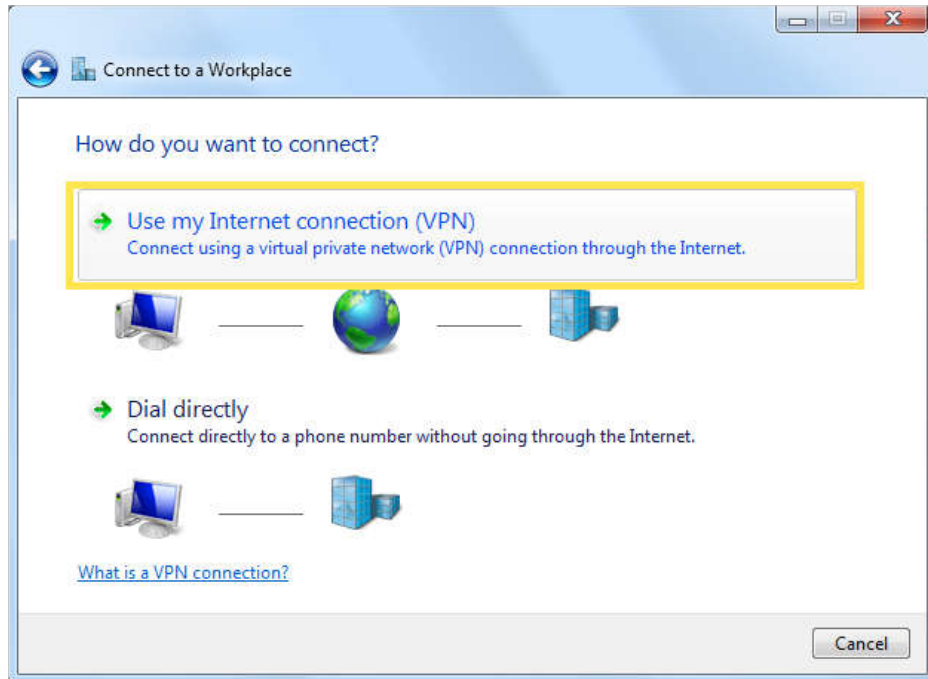 Connect to a Workplace
How do you want to connect?
Use my Internet connection (VPN)
Connect using a virtual private network (VPN) connection through the Internet.
Dial directly
Connect directly to a phone number without going through the Internet.
What is a VPN connection?
Cancel